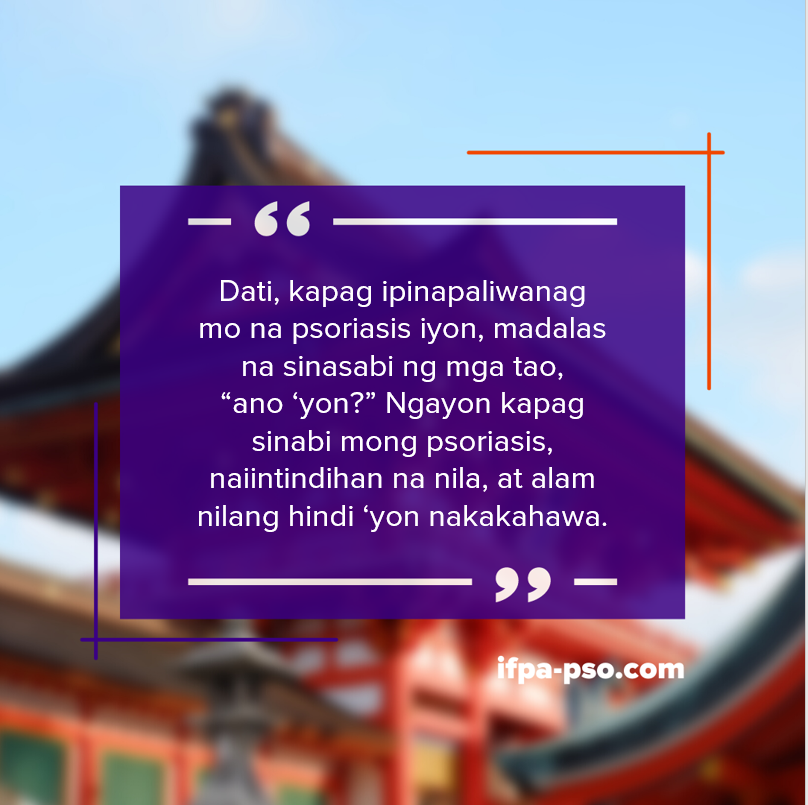 Dati, kapag ipinapaliwanag
mo na psoriasis iyon, madalas
na sinasabi ng mga tao,
“ano ‘yon?” Ngayon kapag
sinabi mong psoriasis,
naiintindihan na nila, at alam
nilang hindi ‘yon nakakahawa.
ifpa-pso.com